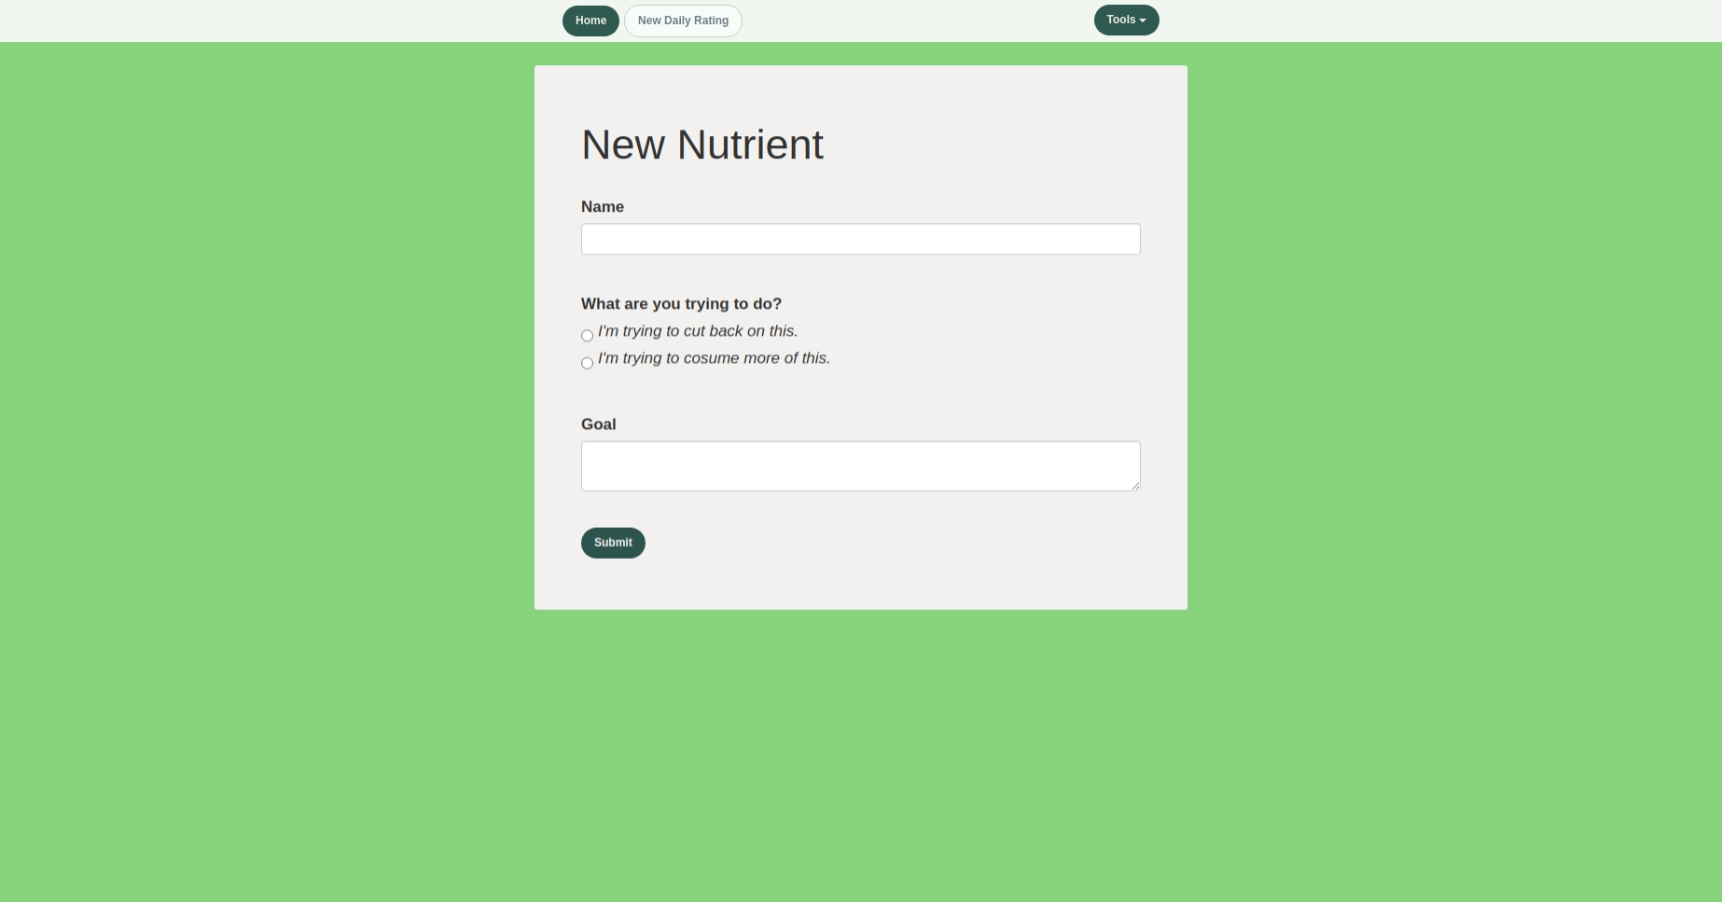 Home New Daily Rating Tools
New Nutrient
Name
What are you trying to do?
I'm trying to cut back on this.
I'm trying to cosume more of this.
Goal
Submit